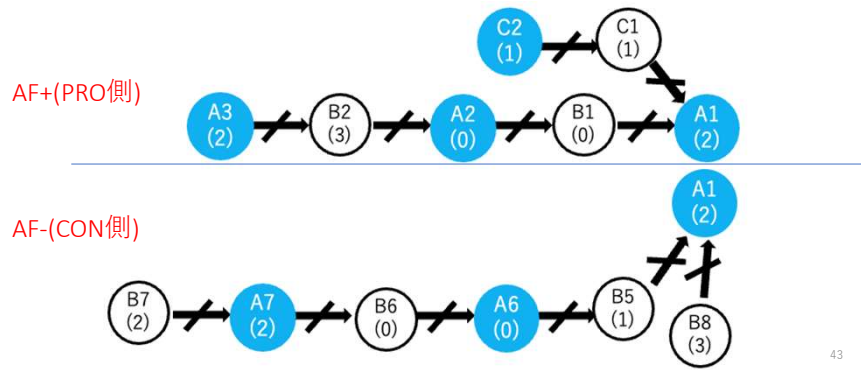 C2
(1)
C1
(1)
AF+(PRO側)
A3
(2)
B2
(3)
A2
(0)
B1
(0)
A1
(2)
A1
(2)
AF-(CON側)
B7
(2)
A7
(2)
B6
(0)
A6
(0)
B5
(1)
B8
(3)
43